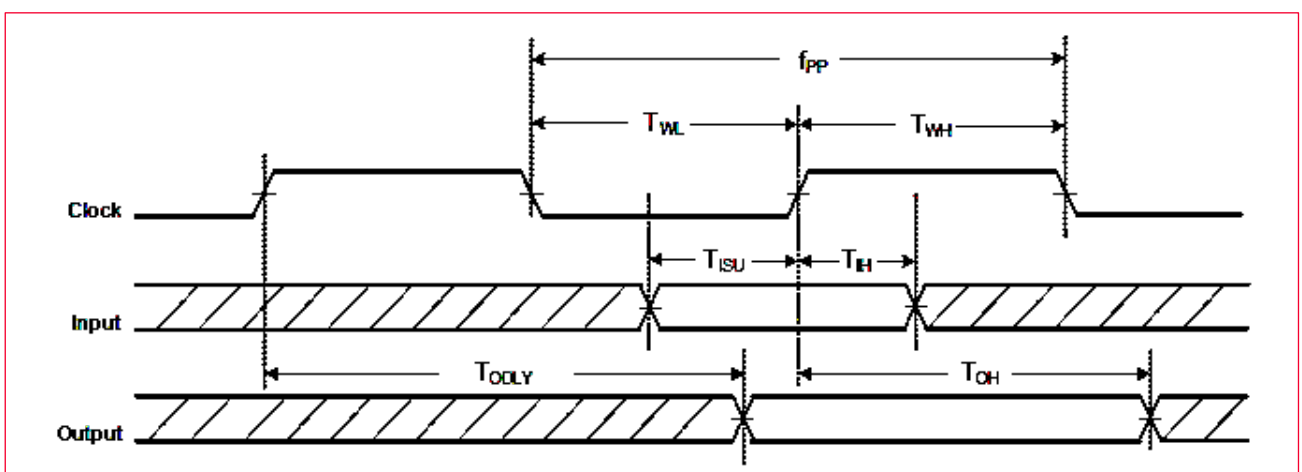 fPP
TWL
TWH
Clock
TISU
TIH
Input
TODLY
TOH
Output